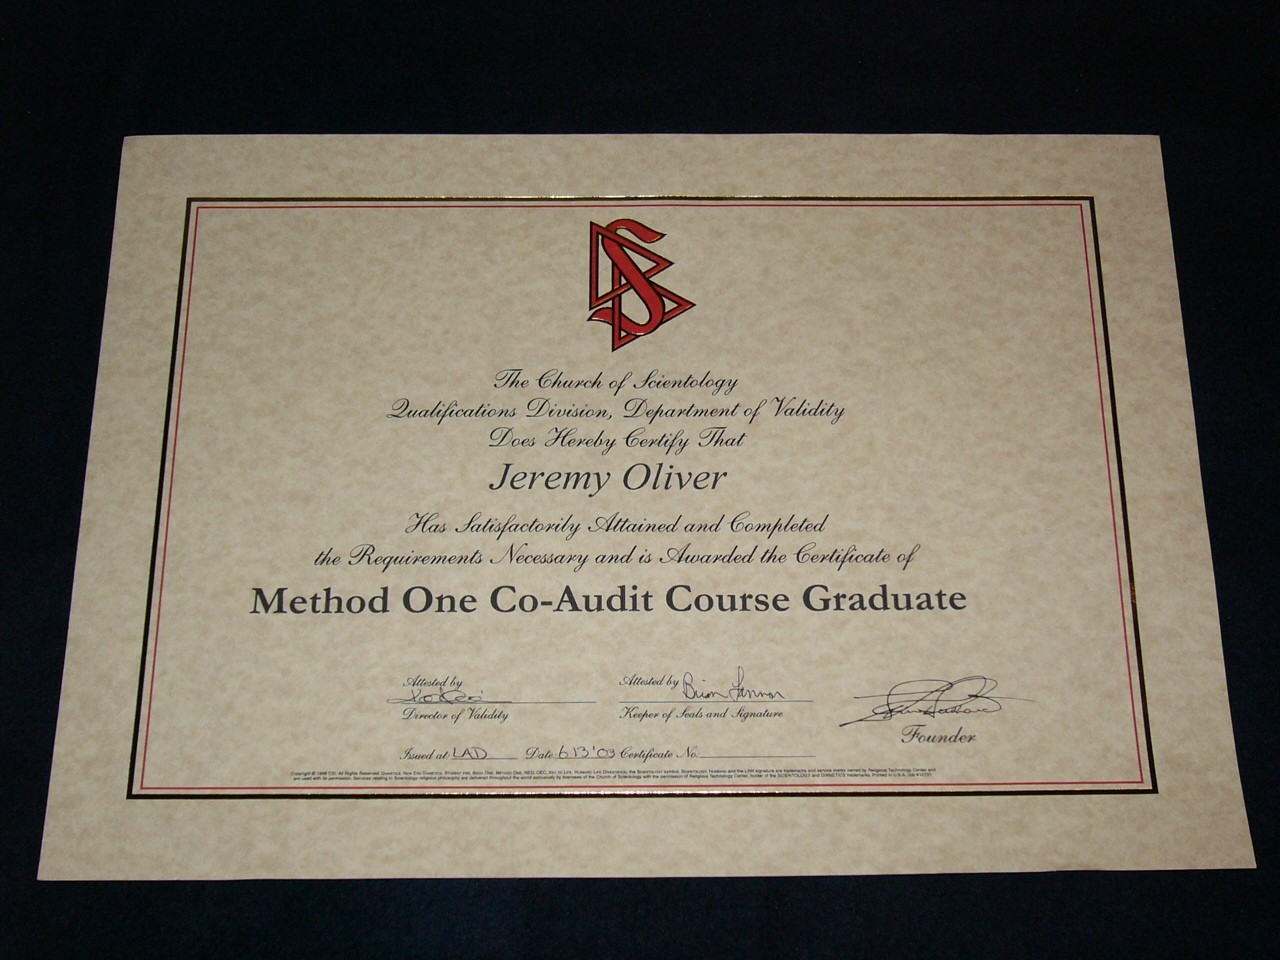 The Church of Scientology
Qualifications Division, Department of Validity
Does Hereby Certify That
Jeremy Oliver
Has Satisfactorily Attained and Completed
the Requirements Necessary and is Awarded the Certificate of
Method One Co-Audit Course Graduate
Attested by
Director of Validity
Attested by Brian Lannon
Keeper of Seals and Signature
Founder
Issued at LAD Date 6/13 '03 Certificate No.